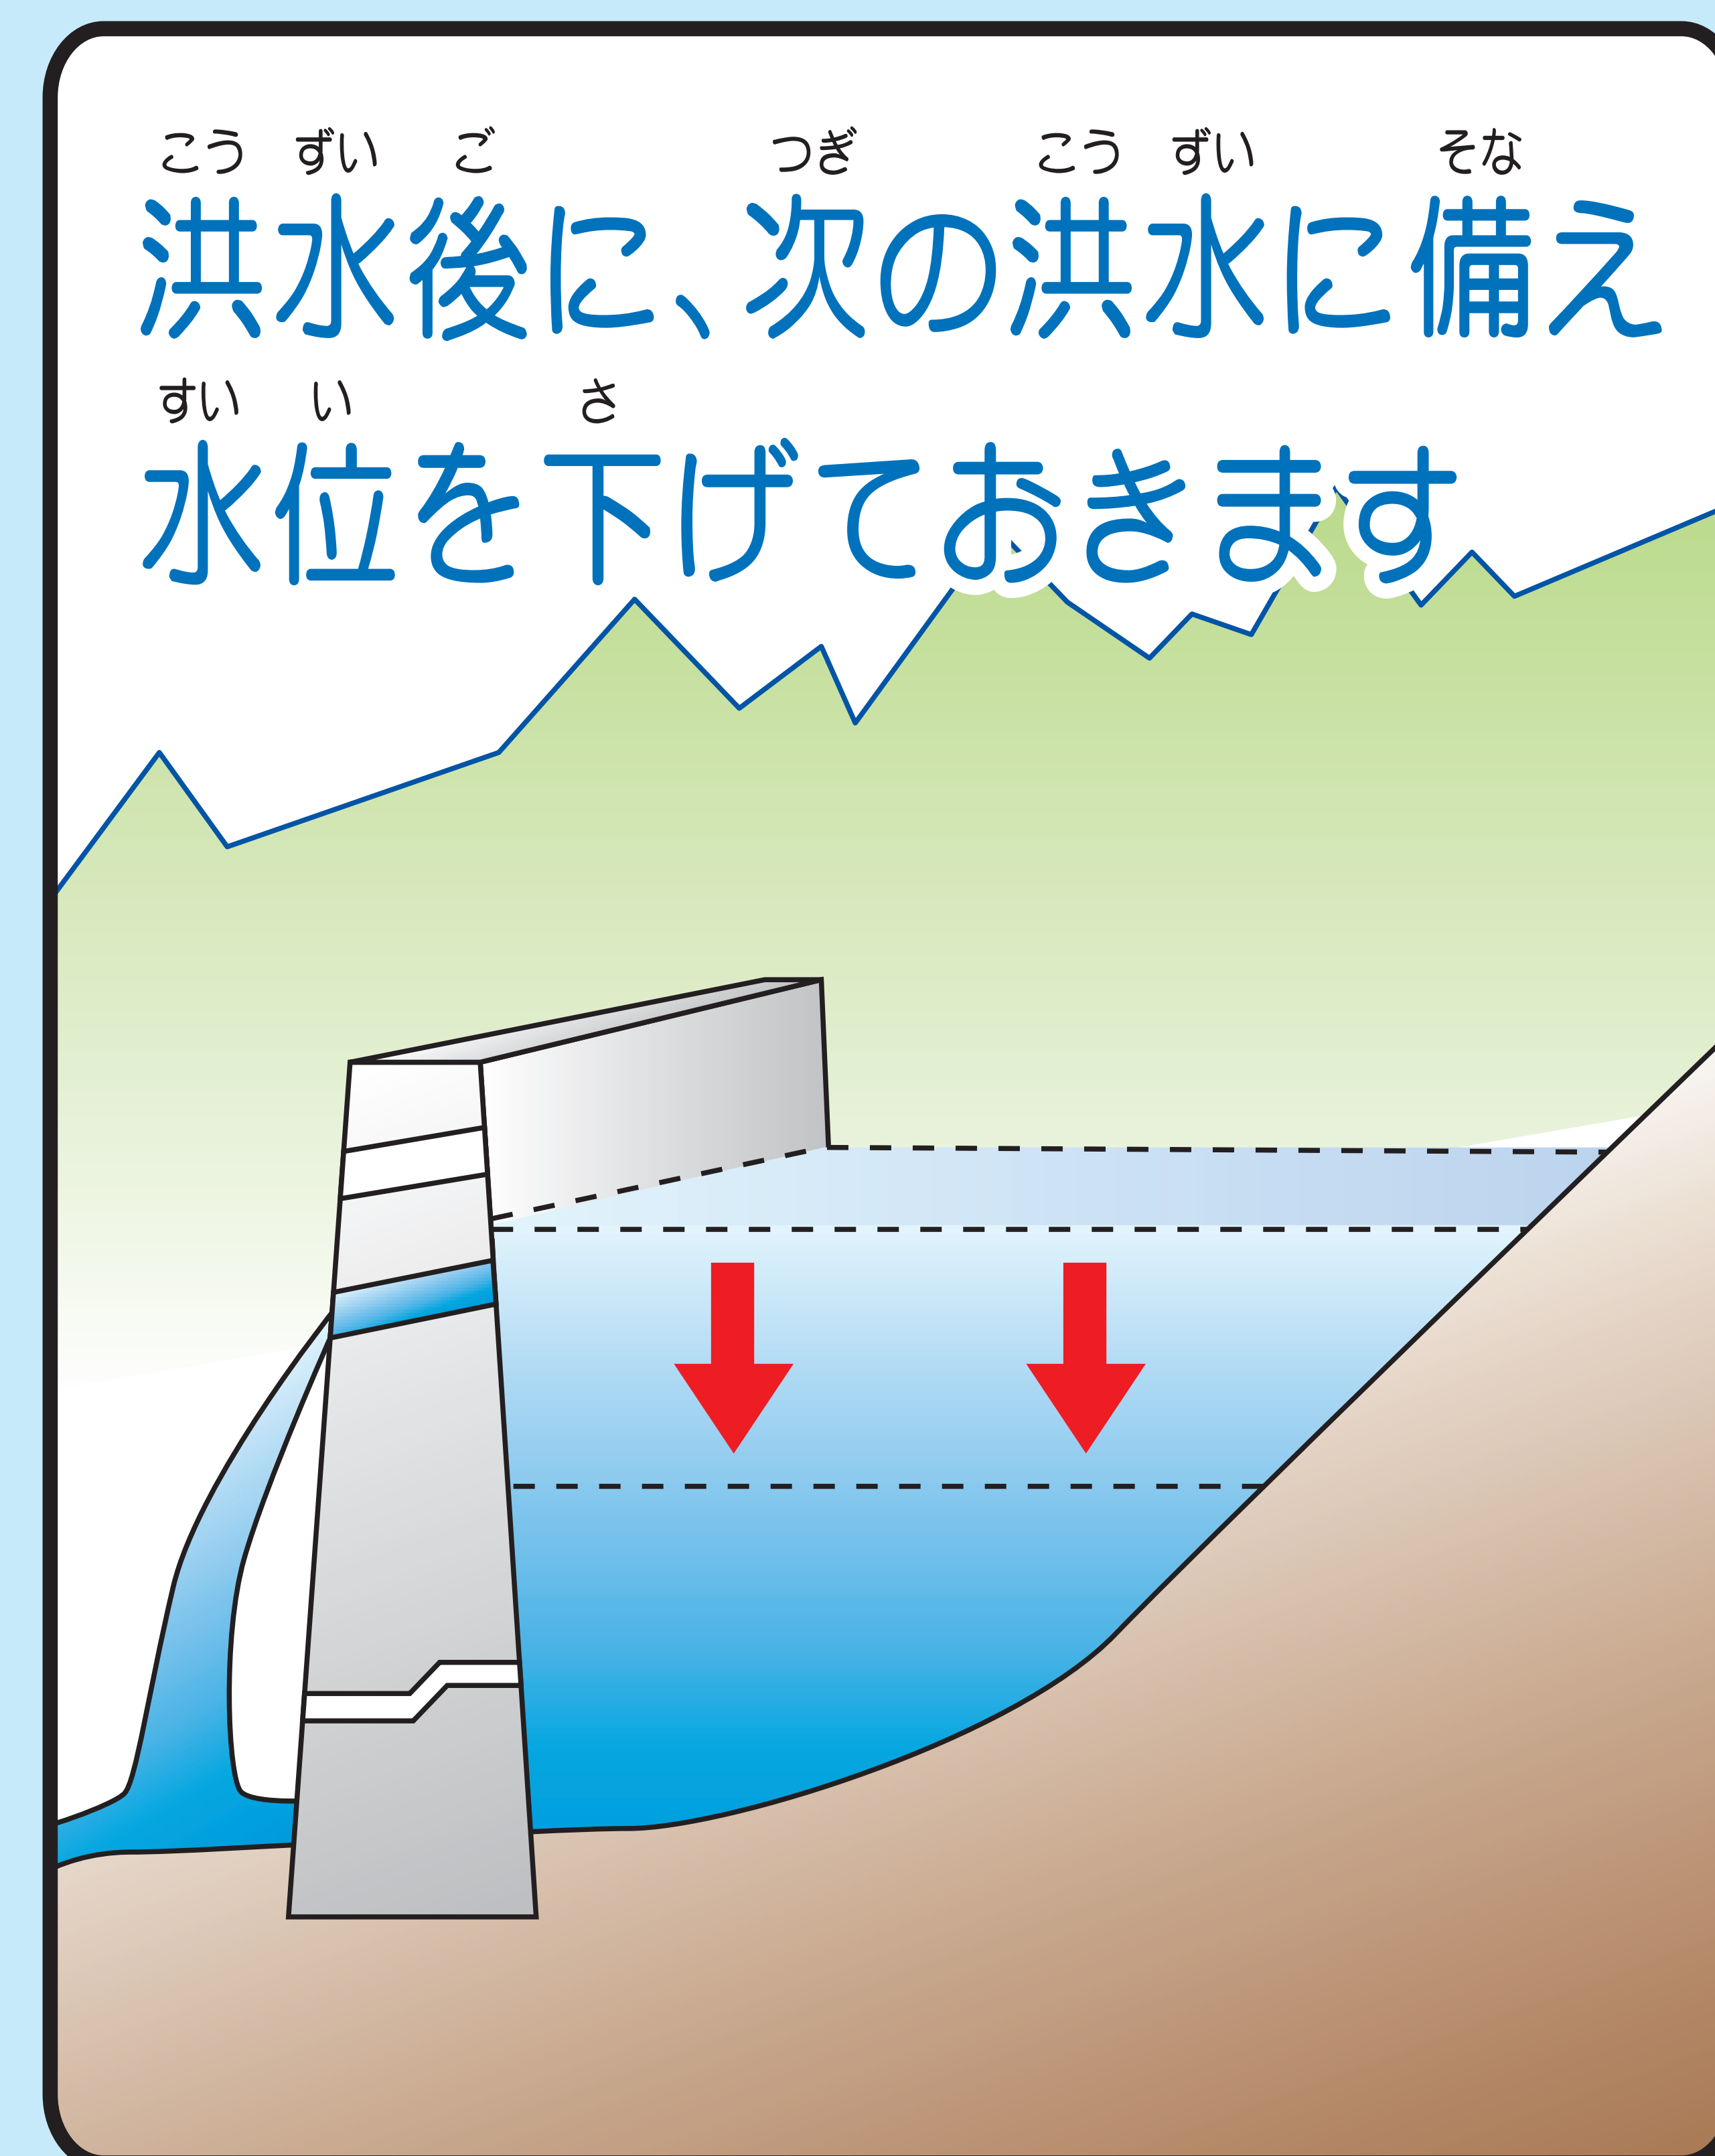 こう ずい ご つぎ こう ずい そな
洪水後に、次の洪水に備え
すい い さ
水位を下げておきます